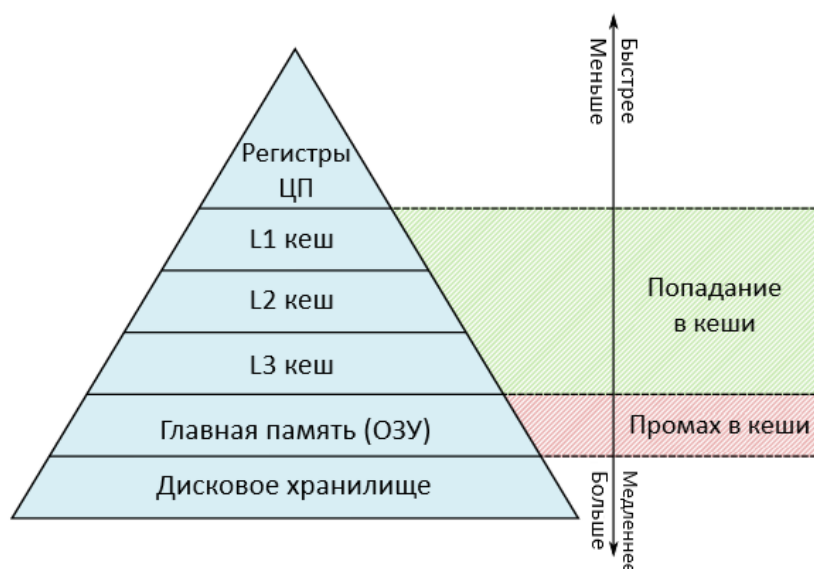 Быстрее
Меньше
Регистры
ЦП
L1 кеш
L2 кеш
L3 кеш
Попадание
в кеши
Главная память (ОЗУ)
Промах в кеши
Дисковое хранилище
Медленнее
Больше